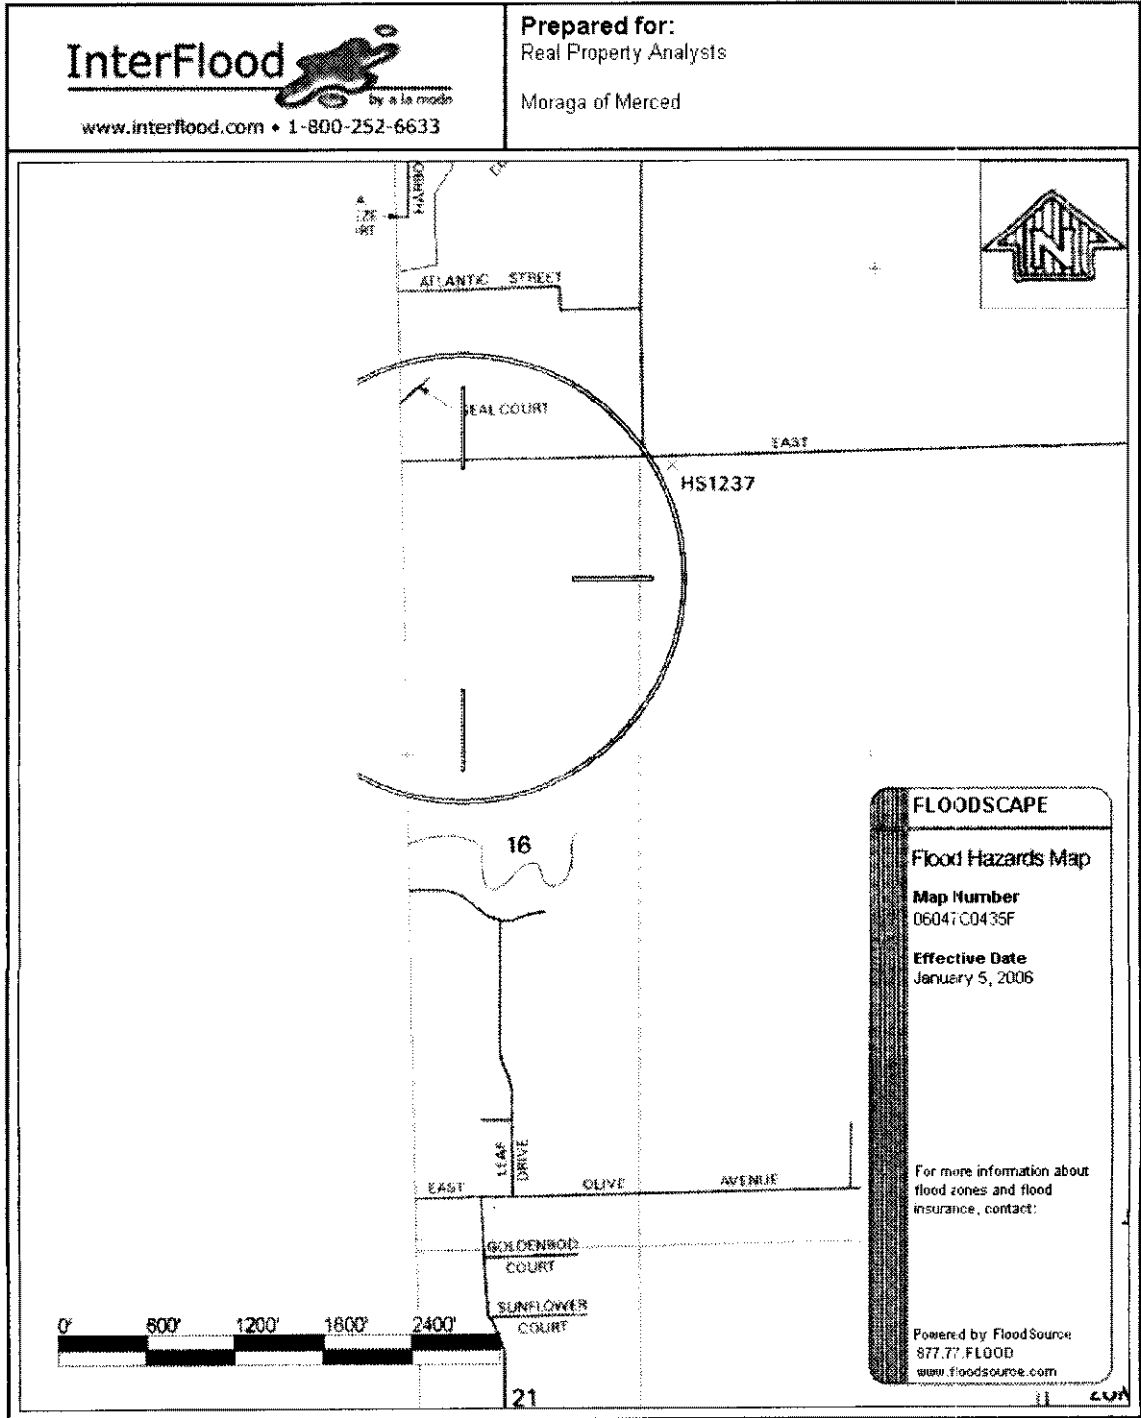 InterFlood
by a la mode
www.interflood.com • 1-800-252-6633
Prepared for:
Real Property Analysts
Moraga of Merced
HARBO
ATLANTIC STREET
SEAL COURT
EAST
HS1237
N
16
LEAF DRIVE
EAST OLIVE AVENUE
GOLDENROD
COURT
SUNFLOWER
COURT
21
0' 600' 1200' 1800' 2400'
FLOODSCAPE
Flood Hazards Map
Map Number
06047C0435F
Effective Date
January 5, 2006
For more information about
flood zones and flood
insurance, contact:
Powered by FloodSource
877.77.FLOOD
www.floodsource.com